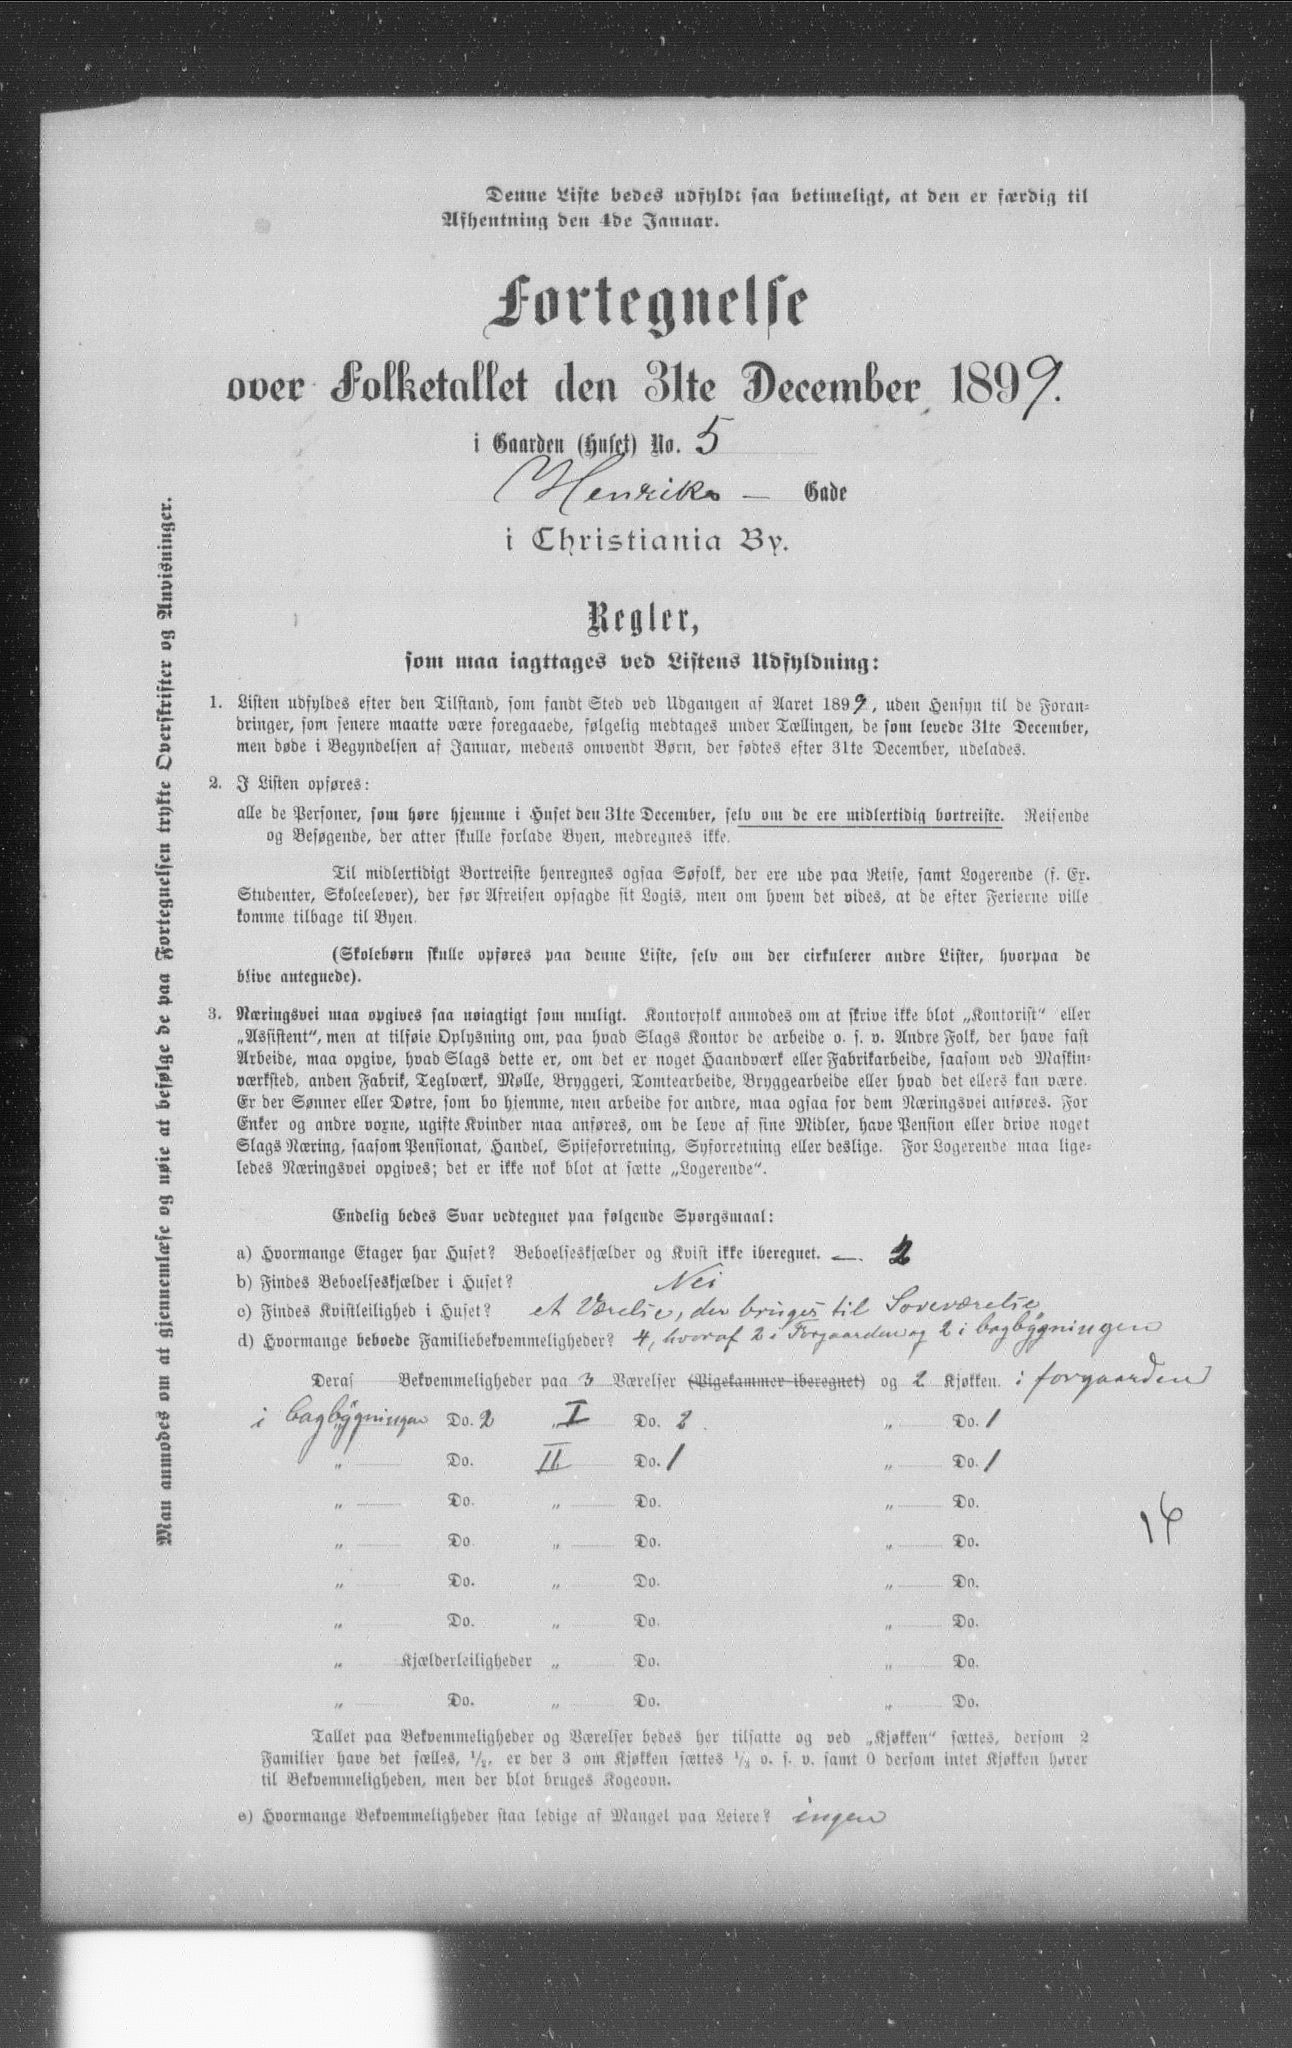 Denne Liste bedes udfyldt saa betimeligt, at den er færdig til
Afhentning den 4de Januar.
Fortegnelse
over Folketallet den 31te December 1899.
i Gaarden (Huset) No. 5
Henriks — Gade
i Christiania By.
Regler,
som maa iagttages ved Listens Udfyldning:
1. Listen udfyldes efter den Tilstand, som fandt Sted ved Udgangen af Aaret 1899, uden Hensyn til de Foran-
dringer, som senere maatte være foregaaede, følgelig medtages under Tællingen, de som levede 31te December,
men døde i Begyndelsen af Januar, medens omvendt Børn, der fødtes efter 31te December, udelades.
2. I Listen opføres:
alle de Personer, som høre hjemme i Huset den 31te December, selv om de ere midlertidig bortreiste. Reisende
og Besøgende, der atter skulle forlade Byen, medregnes ikke.
Til midlertidigt Bortreiste henregnes ogsaa Søfolk, der ere ude paa Reise, samt Logerende (f. Ex.
Studenter, Skoleelever), der før Afreisen opsagde sit Logis, men om hvem det vides, at de efter Ferierne ville
komme tilbage til Byen.
(Skolebørn skulle opføres paa denne Liste, selv om der cirkulerer andre Lister, hvorpaa de
blive antegnede).
3. Næringsvei maa opgives saa nøiagtigt som muligt. Kontorfolk anmodes om at skrive ikke blot „Kontorist“ eller
„Assistent“, men at tilføie Oplysning om, paa hvad Slags Kontor de arbeide o. s. v. Andre Folk, der have fast
Arbeide, maa opgive, hvad Slags dette er, om det er noget Haandværk eller Fabrikarbeide, saasom ved Maskin-
værksted, anden Fabrik, Teglværk, Mølle, Bryggeri, Tomtearbeide, Bryggearbeide eller hvad det ellers kan være.
Er der Sønner eller Døtre, som bo hjemme, men arbeide for andre, maa ogsaa for dem Næringsvei anføres. For
Enker og andre voxne, ugifte Kvinder maa anføres, om de leve af sine Midler, have Pension eller drive noget
Slags Næring, saasom Pensionat, Handel, Spiseforretning, Syforretning eller deslige. For Logerende maa lige-
ledes Næringsvei opgives; det er ikke nok blot at sætte „Logerende“.
Endelig bedes Svar vedtegnet paa følgende Spørgsmaal:
a) Hvormange Etager har Huset? Beboelseskjælder og Kvist ikke iberegnet. — 2
b) Findes Beboelseskjælder i Huset? Nei
c) Findes Kvistleilighed i Huset? et Værelse, der bruges til Soveværelse
d) Hvormange beboede Familiebekvemmeligheder? 4, hvoraf 2 i Forgaarden og 2 i bagbygningen
Deraf Bekvemmeligheder paa 3 Værelser (Pigekammer iberegnet) og 2 Kjøkken. i forgaarden
i bagbygningen Do. 2 „ I Do. 2. „ Do. 1
„ Do. II Do. 1 „ Do. 1
„ Do. „ Do. „ Do.
„ Do. „ Do. „ Do.
16
„ Do. „ Do. „ Do.
„ Do. „ Do. „ Do.
„ Kjælderleiligheder „ Do. „ Do.
„ Do. „ Do. „ Do.
Tallet paa Bekvemmeligheder og Værelser bedes her tilsatte og ved „Kjøkken“ sættes, dersom 2
Familier have det fælles, 1/2, er der 3 om Kjøkken sættes 1/3 o. s. v. samt 0 dersom intet Kjøkken hører
til Bekvemmeligheden, men der blot bruges Kogeovn.
e) Hvormange Bekvemmeligheder staa ledige af Mangel paa Leiere? ingen
Man anmodes om at gjennemlæse og nøie at befølge de paa Fortegnelsen trykte Overskrifter og Anvisninger.